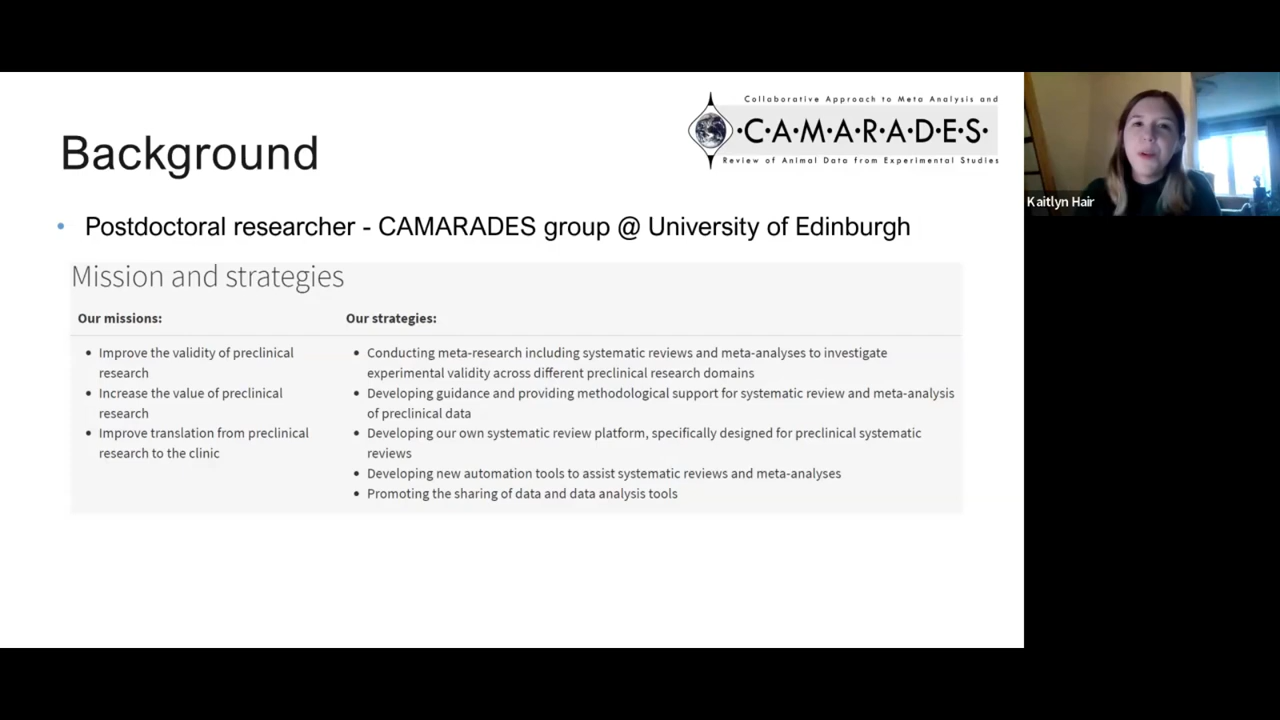 Collaborative Approach to Meta Analysis and
·C·A·M·A·R·A·D·E·S·
Review of Animal Data from Experimental Studies
Background
Kaitlyn Hair
• Postdoctoral researcher - CAMARADES group @ University of Edinburgh
Mission and strategies
Our missions:
• Improve the validity of preclinical
research
• Increase the value of preclinical
research
• Improve translation from preclinical
research to the clinic
Our strategies:
• Conducting meta-research including systematic reviews and meta-analyses to investigate
experimental validity across different preclinical research domains
• Developing guidance and providing methodological support for systematic review and meta-analysis
of preclinical data
• Developing our own systematic review platform, specifically designed for preclinical systematic
reviews
• Developing new automation tools to assist systematic reviews and meta-analyses
• Promoting the sharing of data and data analysis tools